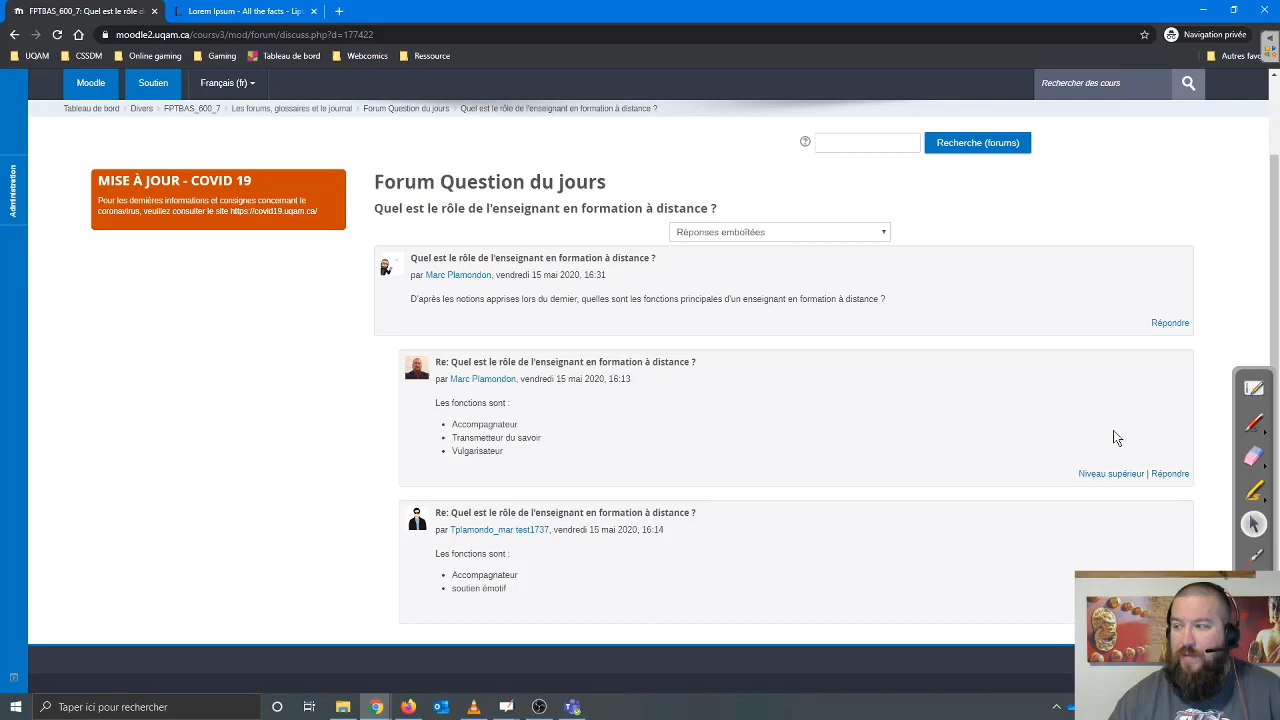 FPTBAS_600_7: Quel est le rôle d
Lorem Ipsum - All the facts - Lip
moodle2.uqam.ca/coursv3/mod/forum/discuss.php?d=177422
Navigation privée
UQAM
CSSDM
Online gaming
Gaming
Tableau de bord
Webcomics
Ressource
Autres favo
Moodle
Soutien
Français (fr)
Rechercher des cours
Tableau de bord
Divers
FPTBAS_600_7
Les forums, glossaires et le journal
Forum Question du jours
Quel est le rôle de l'enseignant en formation à distance ?
Recherche (forums)
Administration
MISE À JOUR - COVID 19
Pour les dernières informations et consignes concernant le
coronavirus, veuillez consulter le site https://covid19.uqam.ca/
Forum Question du jours
Quel est le rôle de l'enseignant en formation à distance ?
Réponses emboîtées
Quel est le rôle de l'enseignant en formation à distance ?
par Marc Plamondon, vendredi 15 mai 2020, 16:31
D'après les notions apprises lors du dernier, quelles sont les fonctions principales d'un enseignant en formation à distance ?
Répondre
Re: Quel est le rôle de l'enseignant en formation à distance ?
par Marc Plamondon, vendredi 15 mai 2020, 16:13
Les fonctions sont :
• Accompagnateur
• Transmetteur du savoir
• Vulgarisateur
Niveau supérieur | Répondre
Re: Quel est le rôle de l'enseignant en formation à distance ?
par Tplamondo_mar test1737, vendredi 15 mai 2020, 16:14
Les fonctions sont :
• Accompagnateur
• soutien émotif
Taper ici pour rechercher